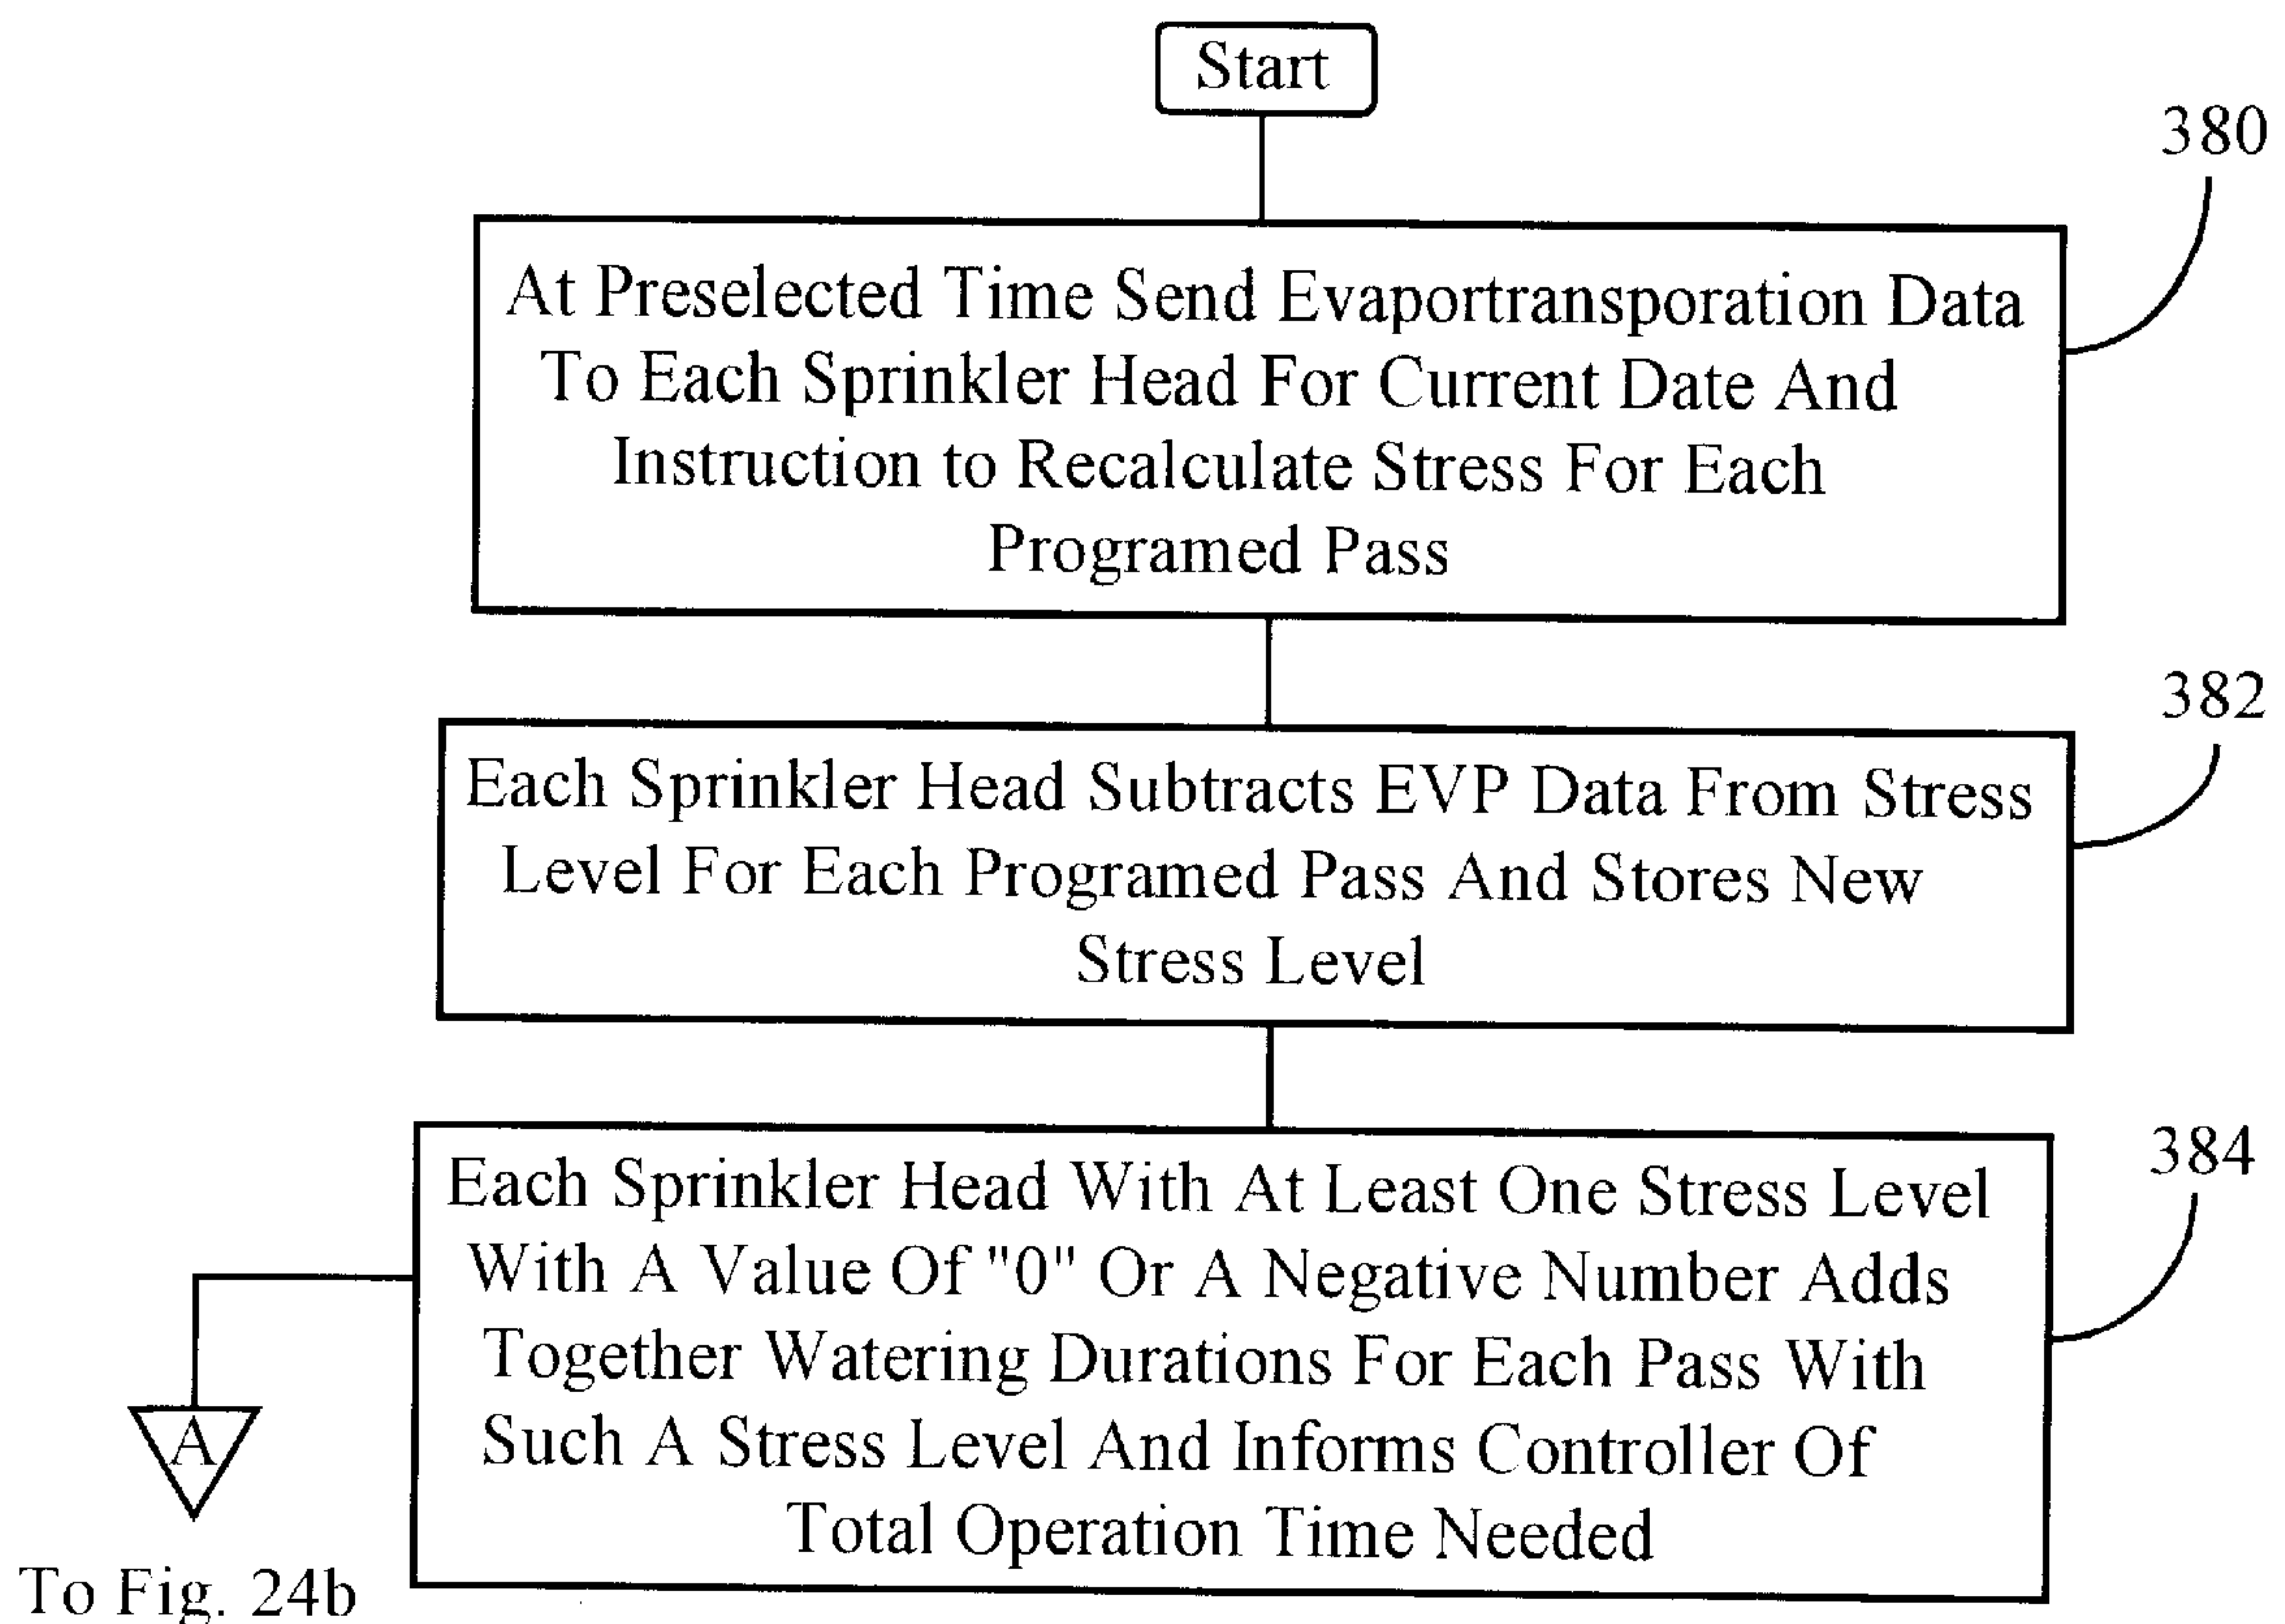 Start
380
At Preselected Time Send Evaportransporation Data
To Each Sprinkler Head For Current Date And
Instruction to Recalculate Stress For Each
Programed Pass
382
Each Sprinkler Head Subtracts EVP Data From Stress
Level For Each Programed Pass And Stores New
Stress Level
384
Each Sprinkler Head With At Least One Stress Level
With A Value Of "0" Or A Negative Number Adds
Together Watering Durations For Each Pass With
Such A Stress Level And Informs Controller Of
Total Operation Time Needed
A
To Fig. 24b